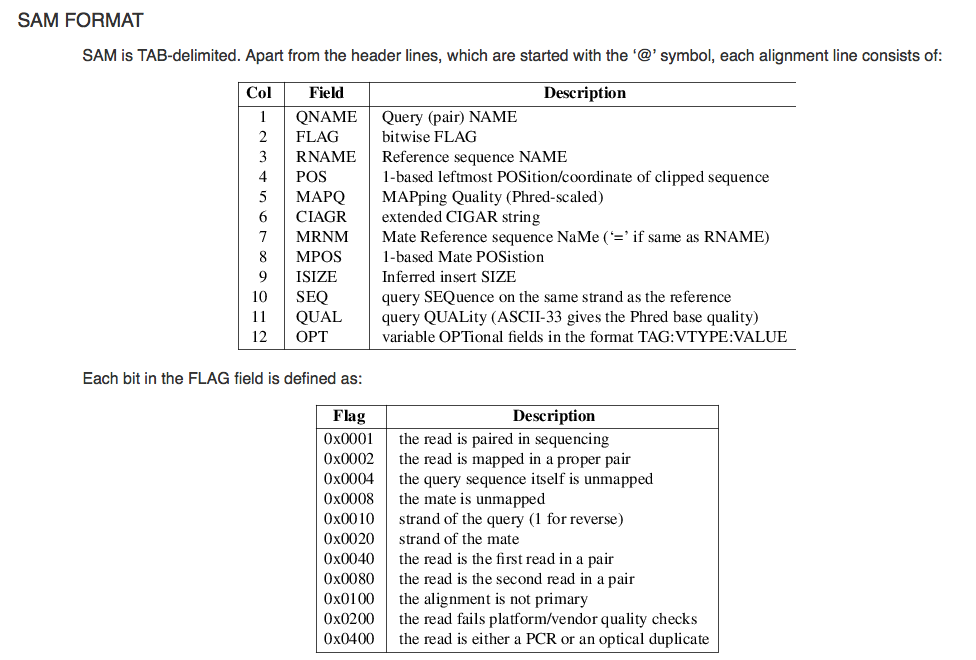 SAM FORMAT
SAM is TAB-delimited. Apart from the header lines, which are started with the ‘@’ symbol, each alignment line consists of:
Col Field Description
1 QNAME Query (pair) NAME
2 FLAG bitwise FLAG
3 RNAME Reference sequence NAME
4 POS 1-based leftmost POSition/coordinate of clipped sequence
5 MAPQ MAPping Quality (Phred-scaled)
6 CIAGR extended CIGAR string
7 MRNM Mate Reference sequence NaMe (‘=’ if same as RNAME)
8 MPOS 1-based Mate POSistion
9 ISIZE Inferred insert SIZE
10 SEQ query SEQuence on the same strand as the reference
11 QUAL query QUALity (ASCII-33 gives the Phred base quality)
12 OPT variable OPTional fields in the format TAG:VTYPE:VALUE
Each bit in the FLAG field is defined as:
Flag Description
0x0001 the read is paired in sequencing
0x0002 the read is mapped in a proper pair
0x0004 the query sequence itself is unmapped
0x0008 the mate is unmapped
0x0010 strand of the query (1 for reverse)
0x0020 strand of the mate
0x0040 the read is the first read in a pair
0x0080 the read is the second read in a pair
0x0100 the alignment is not primary
0x0200 the read fails platform/vendor quality checks
0x0400 the read is either a PCR or an optical duplicate